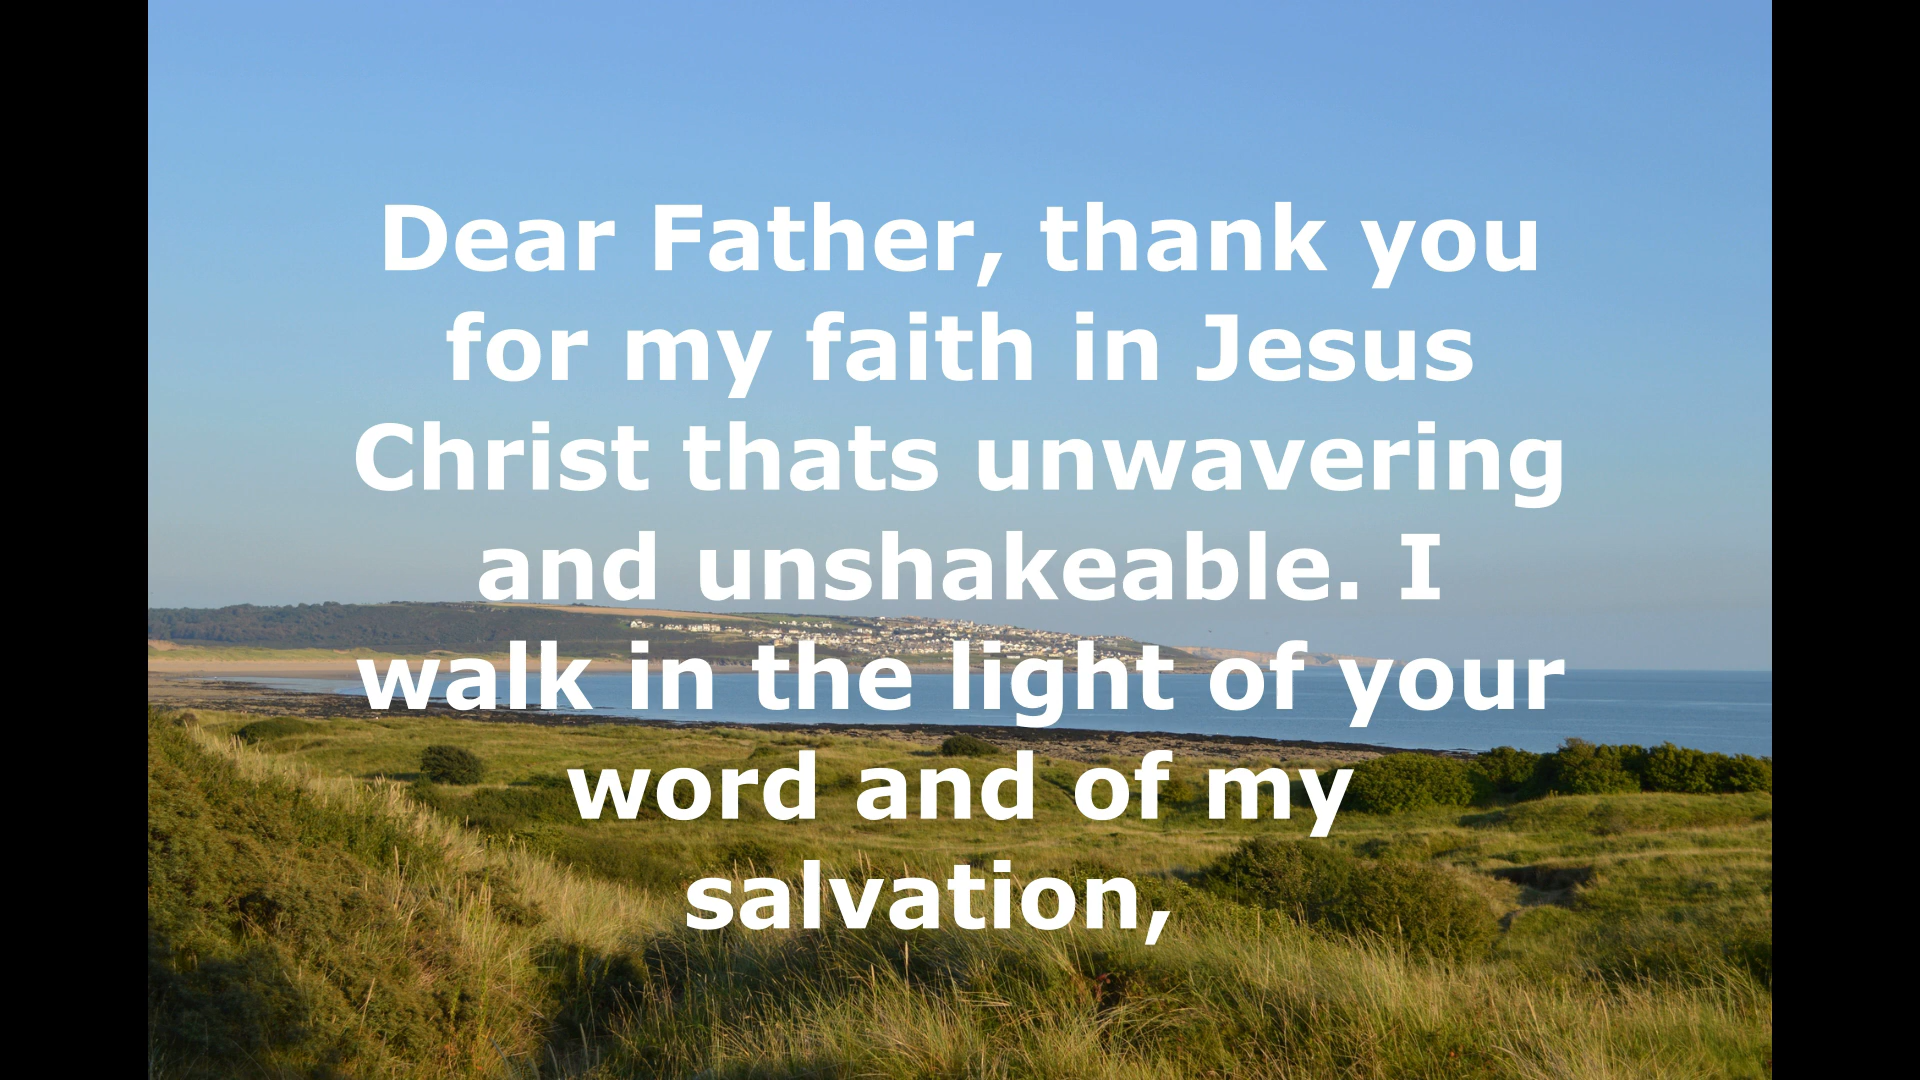 Dear Father, thank you
for my faith in Jesus
Christ thats unwavering
and unshakeable. I
walk in the light of your
word and of my
salvation,